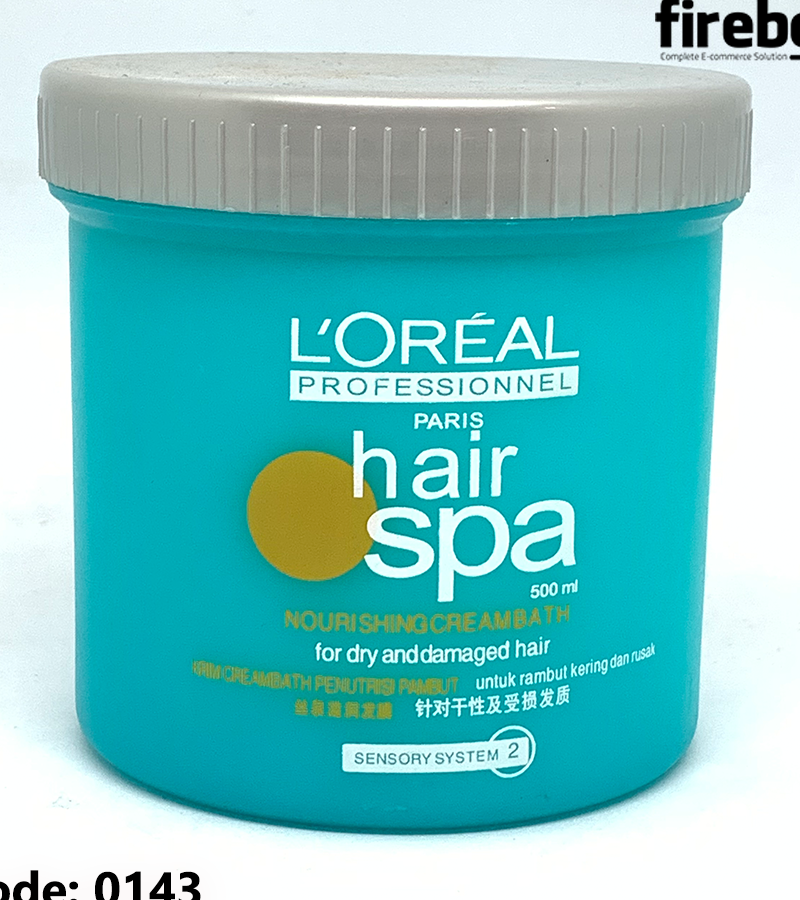 fireb
Complete E-commerce Solution
L'ORÉAL
PROFESSIONNEL
PARIS
hair
spa
500 ml
NOURISHING CREAMBATH
for dry and damaged hair
KRIM CREAMBATH PENUTRISI RAMBUT untuk rambut kering dan rusak
针对干性及受损发质
SENSORY SYSTEM 2
ode: 0143